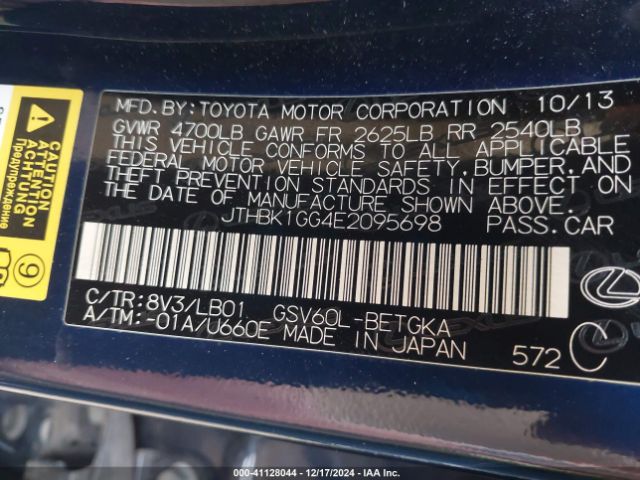 MFD. BY: TOYOTA MOTOR CORPORATION 10/13
GVWR 4700LB GAWR FR 2625LB RR 2540LB
THIS VEHICLE CONFORMS TO ALL APPLICABLE
FEDERAL MOTOR VEHICLE SAFETY, BUMPER, AND
THEFT PREVENTION STANDARDS IN EFFECT ON
THE DATE OF MANUFACTURE SHOWN ABOVE.
JTHBK1GG4E2095698 PASS.CAR
C/TR:8V3/LB01 GSV60L-BETGKA
A/TM:-01A/U660E MADE IN JAPAN
572 C
CAUTION
ATTENTION
ACHTUNG
Предупреждение
9
© 41128044 | 12/17/2024 - IAA Inc.